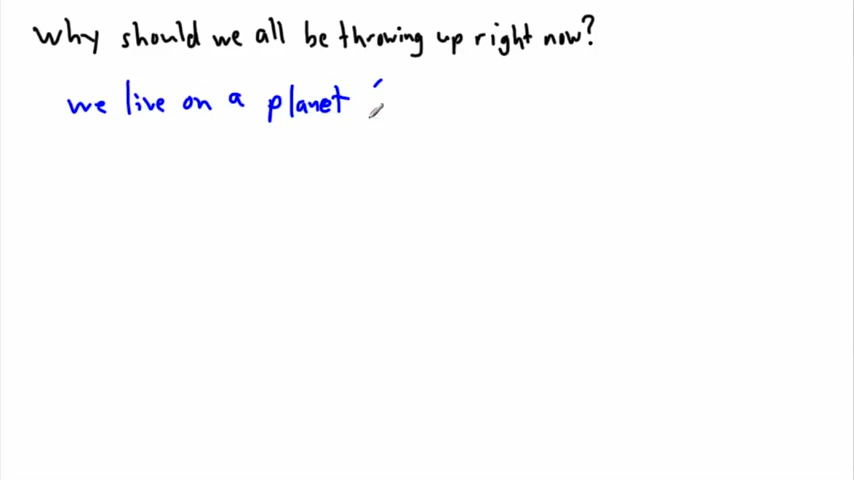 Why should we all be throwing up right now?
we live on a planet